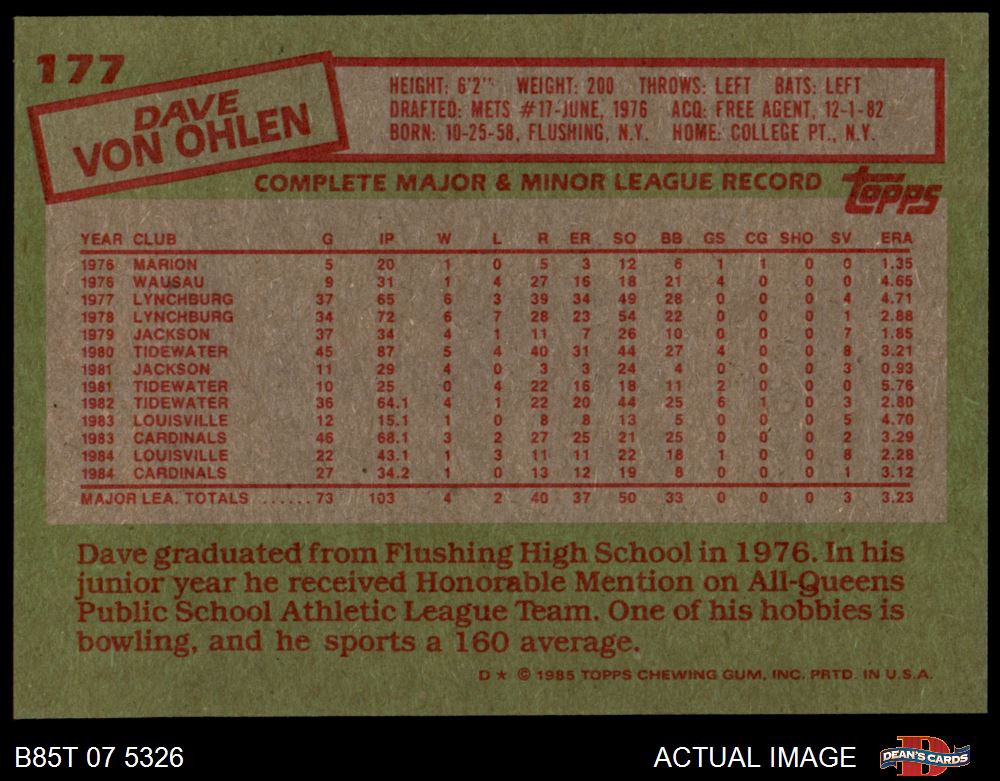 177
DAVE
VON OHLEN
HEIGHT: 6'2" WEIGHT: 200 THROWS: LEFT BATS: LEFT
DRAFTED: METS #17-JUNE, 1976 ACQ: FREE AGENT, 12-1-82
BORN: 10-25-58, FLUSHING, N.Y. HOME: COLLEGE PT., N.Y.
COMPLETE MAJOR & MINOR LEAGUE RECORD
topps
YEAR CLUB G IP W L R ER SO BB GS CG SHO SV ERA
1976 MARION 5 20 1 0 5 3 12 6 1 1 0 0 1.35
1976 WAUSAU 9 31 1 4 27 16 18 21 4 0 0 0 4.65
1977 LYNCHBURG 37 65 6 3 39 34 49 28 0 0 0 4 4.71
1978 LYNCHBURG 34 72 6 7 28 23 54 22 0 0 0 1 2.88
1979 JACKSON 37 34 4 1 11 7 26 10 0 0 0 7 1.85
1980 TIDEWATER 45 87 5 4 40 31 44 27 4 0 0 8 3.21
1981 JACKSON 11 29 4 0 3 3 24 4 0 0 0 3 0.93
1981 TIDEWATER 10 25 0 4 22 16 18 11 2 0 0 0 5.76
1982 TIDEWATER 36 64.1 4 1 22 20 44 25 6 1 0 3 2.80
1983 LOUISVILLE 12 15.1 1 0 8 8 13 5 0 0 0 5 4.70
1983 CARDINALS 46 68.1 3 2 27 25 21 25 0 0 0 2 3.29
1984 LOUISVILLE 22 43.1 1 3 11 11 22 18 1 0 0 8 2.28
1984 CARDINALS 27 34.2 1 0 13 12 19 8 0 0 0 1 3.12
MAJOR LEA. TOTALS ...... 73 103 4 2 40 37 50 33 0 0 0 3 3.23
Dave graduated from Flushing High School in 1976. In his
junior year he received Honorable Mention on All-Queens
Public School Athletic League Team. One of his hobbies is
bowling, and he sports a 160 average.
D ★ © 1985 TOPPS CHEWING GUM, INC. PRTD. IN U.S.A.
B85T 07 5326
ACTUAL IMAGE
DEAN'S CARDS